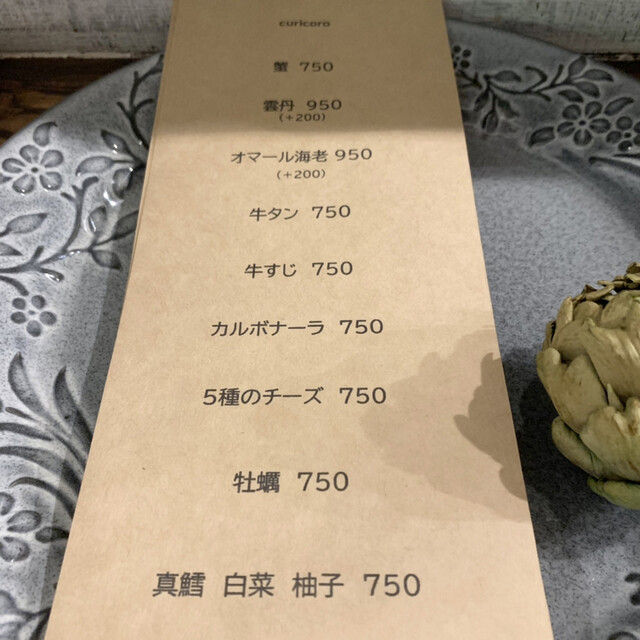 curicoro
蟹 750
雲丹 950
(+200)
オマール海老 950
(+200)
牛タン 750
牛すじ 750
カルボナーラ 750
5種のチーズ 750
牡蠣 750
真鱈 白菜 柚子 750